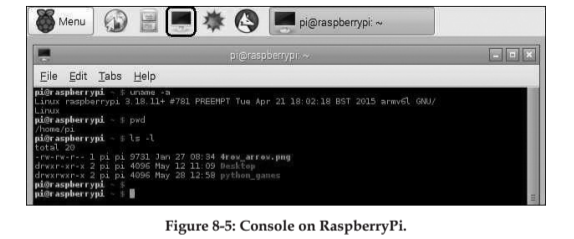 Menu pi@raspberrypi: ~
pi@raspberrypi: ~
File Edit Tabs Help
pi@raspberrypi ~ $ uname -a
Linux raspberrypi 3.18.11+ #781 PREEMPT Tue Apr 21 18:02:18 BST 2015 armv6l GNU/
Linux
pi@raspberrypi ~ $ pwd
/home/pi
pi@raspberrypi ~ $ ls -l
total 20
-rw-rw-r-- 1 pi pi 9731 Jan 27 08:34 4row_arrow.png
drwxr-xr-x 2 pi pi 4096 May 12 11:09 Desktop
drwxrwxr-x 2 pi pi 4096 May 28 12:58 python_games
pi@raspberrypi ~ $
pi@raspberrypi ~ $
Figure 8-5: Console on RaspberryPi.